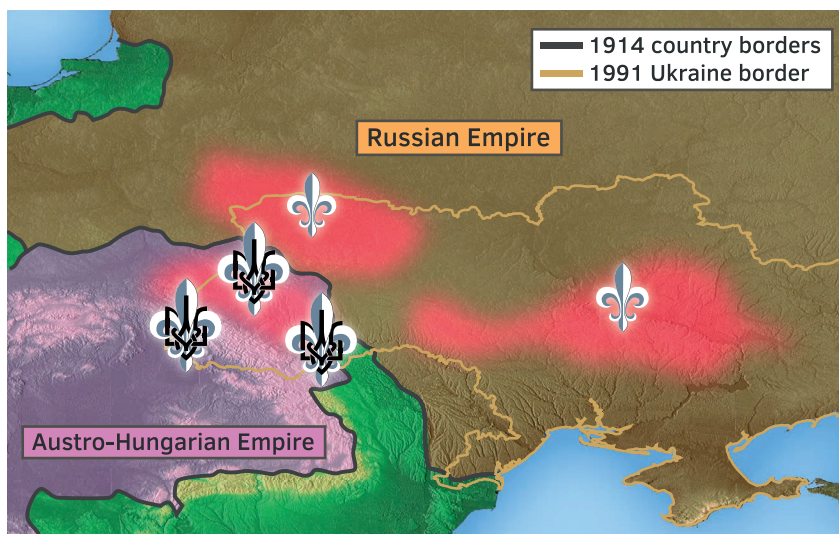 1914 country borders
1991 Ukraine border
Russian Empire
Austro-Hungarian Empire